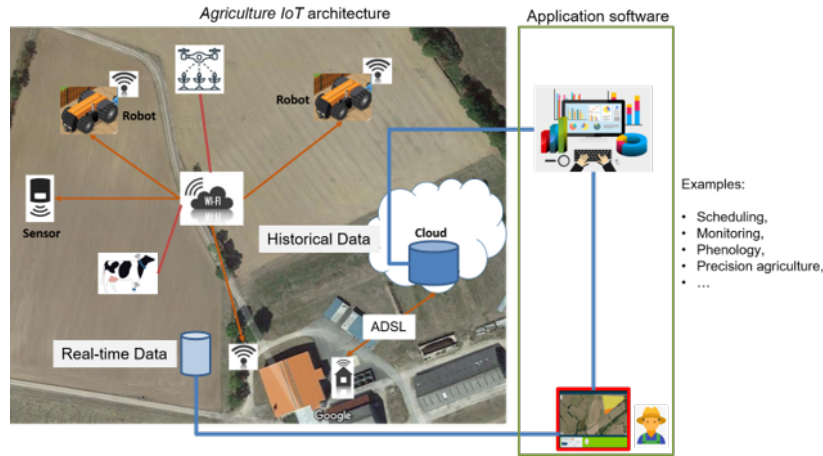 Agriculture IoT architecture
Application software
Robot
Robot
WI-FI
Sensor
Historical Data
Cloud
Examples:
• Scheduling,
• Monitoring,
• Phenology,
• Precision agriculture,
• ...
ADSL
Real-time Data
Google